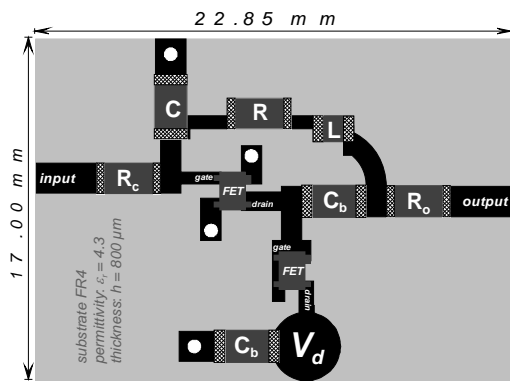 22.85 mm
17.00 mm
C
R
L
input
R_c
gate
FET
drain
C_b
R_o
output
gate
FET
drain
C_b
V_d
substrate FR4
permittivity: ε_r = 4.3
thickness: h = 800 µm